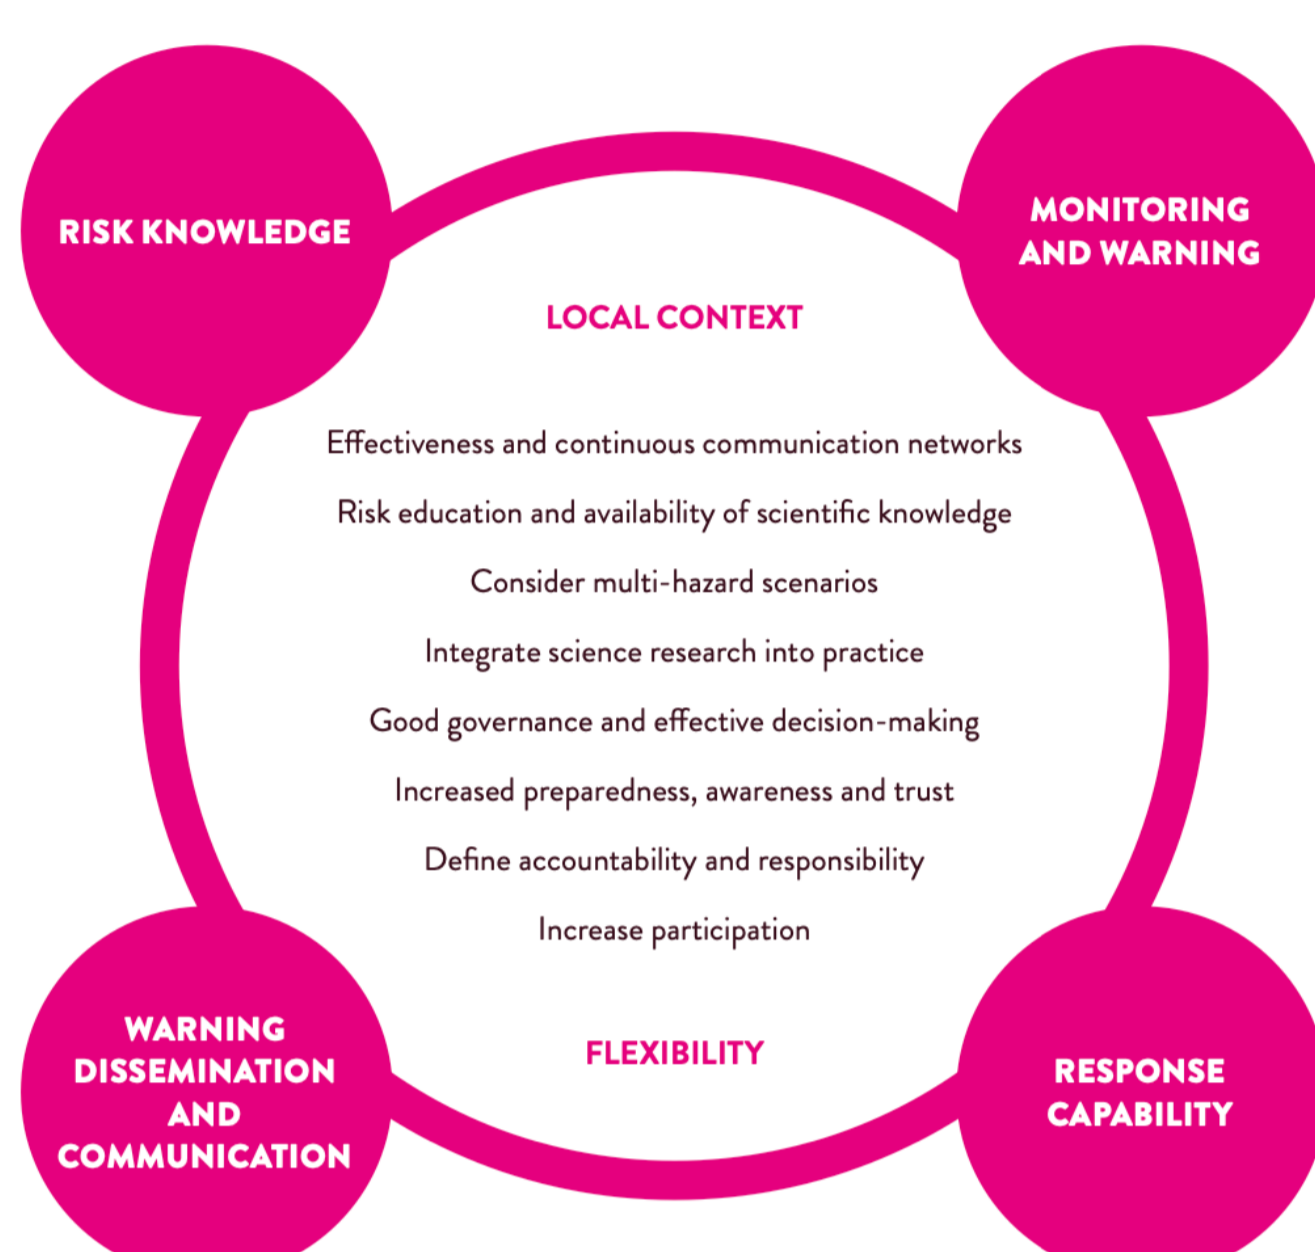 RISK KNOWLEDGE
MONITORING
AND WARNING
LOCAL CONTEXT
Effectiveness and continuous communication networks
Risk education and availability of scientific knowledge
Consider multi-hazard scenarios
Integrate science research into practice
Good governance and effective decision-making
Increased preparedness, awareness and trust
Define accountability and responsibility
Increase participation
FLEXIBILITY
WARNING
DISSEMINATION
AND
COMMUNICATION
RESPONSE
CAPABILITY